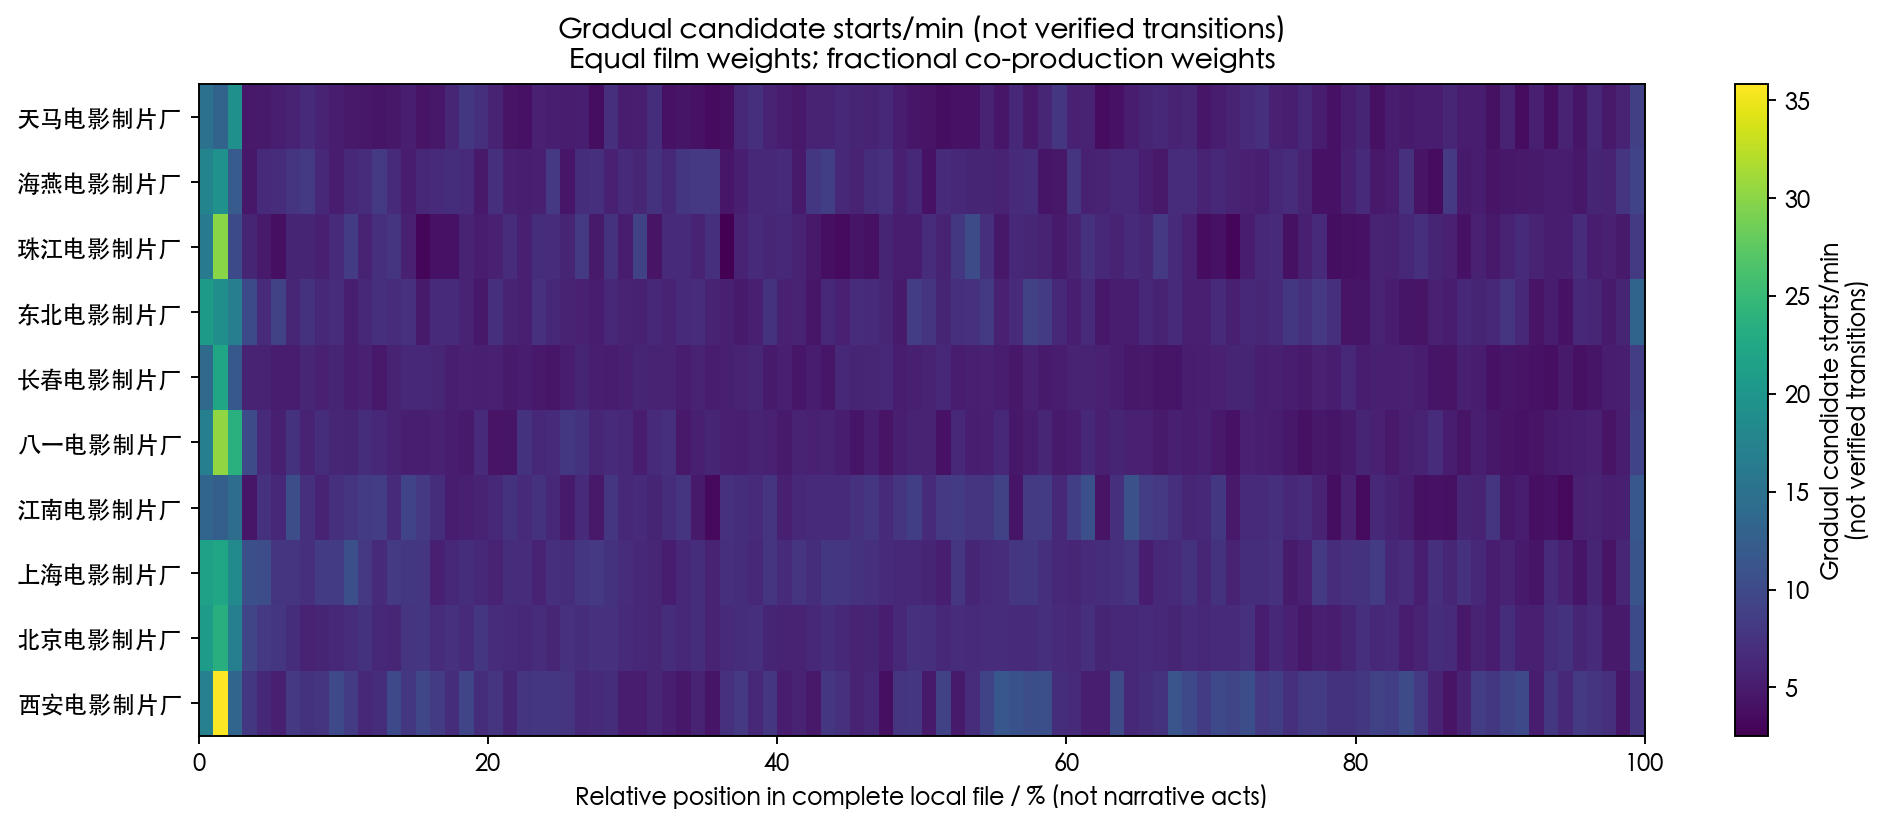 Gradual candidate starts/min (not verified transitions)
Equal film weights; fractional co-production weights
天马电影制片厂
海燕电影制片厂
珠江电影制片厂
东北电影制片厂
长春电影制片厂
八一电影制片厂
江南电影制片厂
上海电影制片厂
北京电影制片厂
西安电影制片厂
0
20
40
60
80
100
Relative position in complete local file / % (not narrative acts)
35
30
25
20
15
10
5
Gradual candidate starts/min
(not verified transitions)